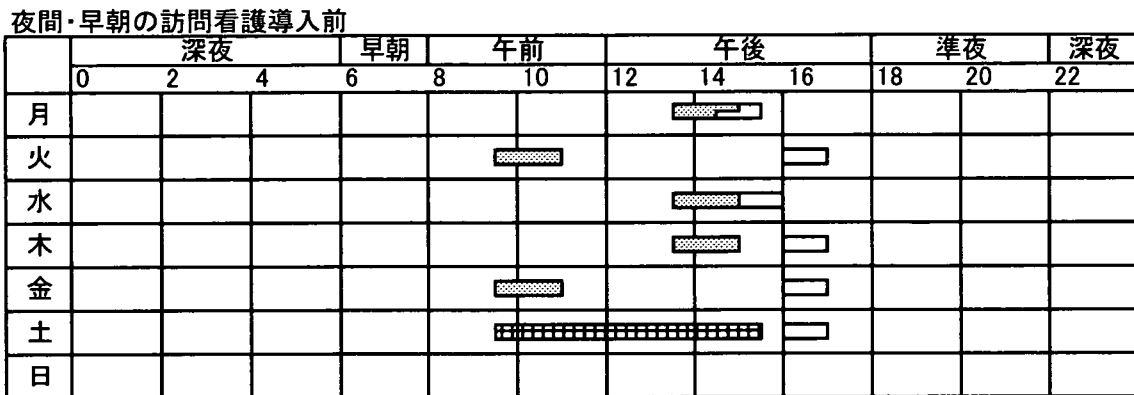 夜間・早朝の訪問看護導入前
深夜 早朝 午前 午後 準夜 深夜
0 2 4 6 8 10 12 14 16 18 20 22
月
火
水
木
金
土
日